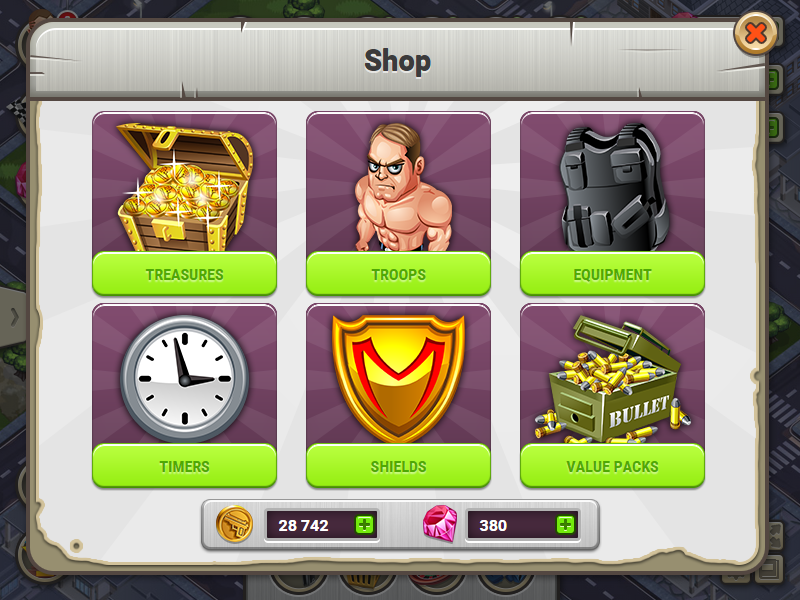 Shop
TREASURES
TROOPS
EQUIPMENT
BULLET
TIMERS
SHIELDS
VALUE PACKS
28 742
380